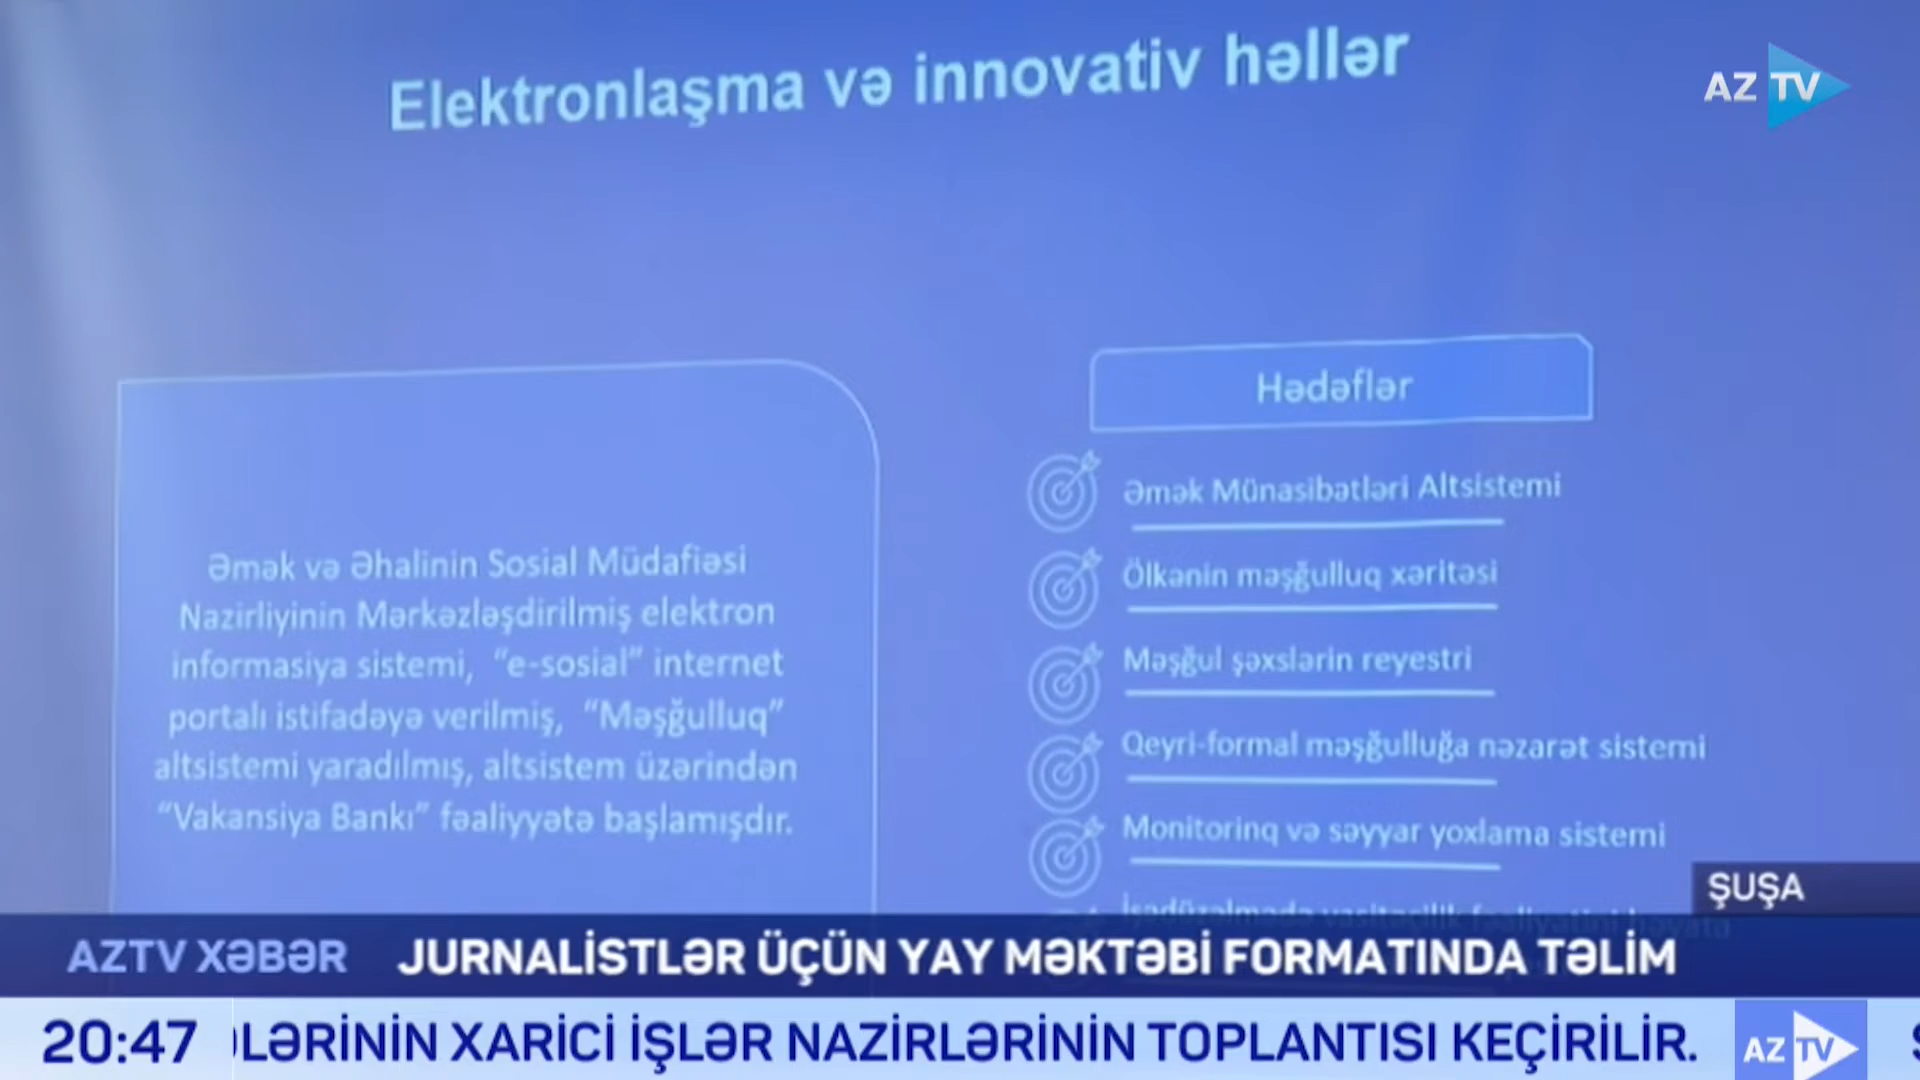 Elektronlaşma və innovativ həllər
AZ TV
Hədəflər
Əmək və Əhalinin Sosial Müdafiəsi
Nazirliyinin Mərkəzləşdirilmiş elektron
informasiya sistemi, “e-sosial” internet
portalı istifadəyə verilmiş, “Məşğulluq”
altsistemi yaradılmış, altsistem üzərindən
“Vakansiya Bankı” fəaliyyətə başlamışdır.
Əmək Münasibətləri Altsistemi
Ölkənin məşğulluq xəritəsi
Məşğul şəxslərin reyestri
Qeyri-formal məşğulluğa nəzarət sistemi
Monitorinq və səyyar yoxlama sistemi
ŞUŞA
AZTV XƏBƏR JURNALİSTLƏR ÜÇÜN YAY MƏKTƏBİ FORMATINDA TƏLİM
20:47 LƏRİNİN XARİCİ İŞLƏR NAZİRLƏRİNİN TOPLANTISI KEÇİRİLİR. AZ TV